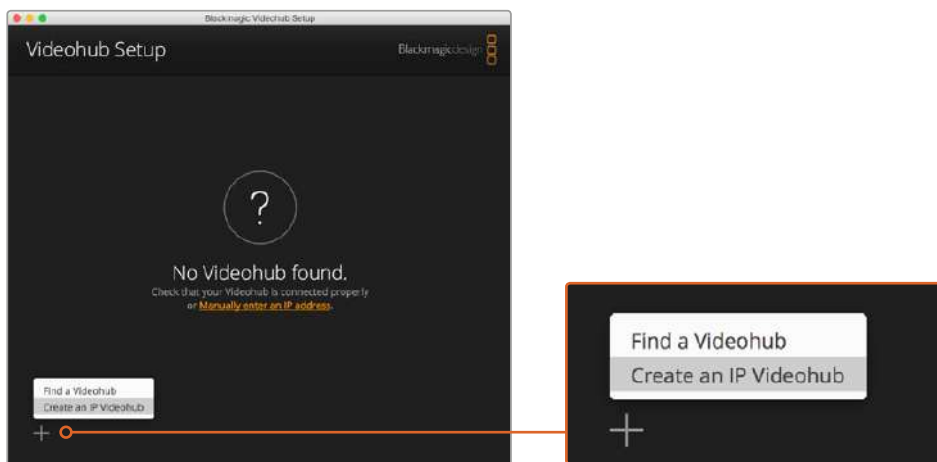 Blackmagic Videohub Setup
Videohub Setup
Blackmagicdesign
?
No Videohub found.
Check that your Videohub is connected properly
or Manually enter an IP address.
Find a Videohub
Create an IP Videohub
Find a Videohub
Create an IP Videohub